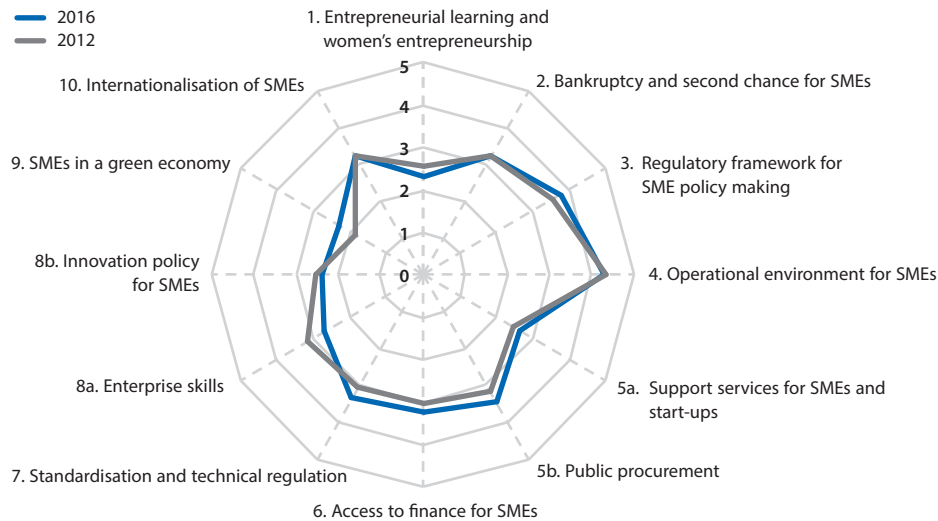 2016
2012
1. Entrepreneurial learning and
women’s entrepreneurship
2. Bankruptcy and second chance for SMEs
3. Regulatory framework for
SME policy making
4. Operational environment for SMEs
5a. Support services for SMEs and
start-ups
5b. Public procurement
6. Access to finance for SMEs
7. Standardisation and technical regulation
8a. Enterprise skills
8b. Innovation policy
for SMEs
9. SMEs in a green economy
10. Internationalisation of SMEs
5
4
3
2
1
0